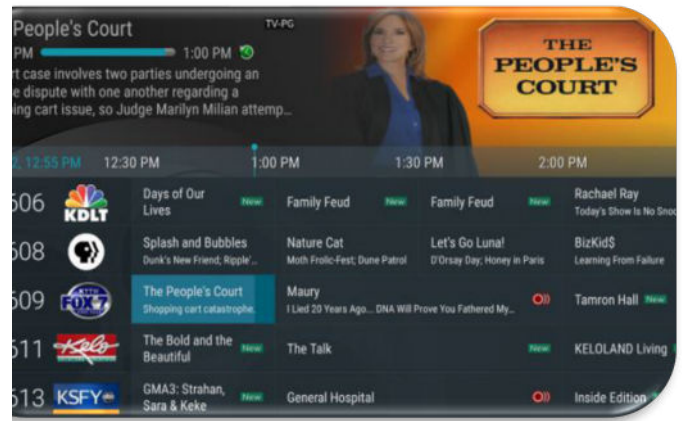 People's Court
TV-PG
PM 1:00 PM
rt case involves two parties undergoing an
e dispute with one another regarding a
ing cart issue, so Judge Marilyn Milian attemp...
THE
PEOPLE'S
COURT
2, 12:55 PM 12:30 PM 1:00 PM 1:30 PM 2:00 PM
606 KDLT Days of Our Lives New Family Feud New Family Feud New Rachael Ray
Today's Show Is No Snoo
608 Splash and Bubbles Nature Cat Let's Go Luna! BizKid$
Dunk's New Friend; Ripple'... Moth Frolic-Fest; Dune Patrol D'Orsay Day; Honey in Paris Learning From Failure
609 FOX 7 The People's Court Maury Tamron Hall New
Shopping cart catastrophe. I Lied 20 Years Ago... DNA Will Prove You Fathered My...
611 Kelo The Bold and the Beautiful New The Talk New KELOLAND Living
613 KSFY GMA3: Strahan, Sara & Keke New General Hospital Inside Edition